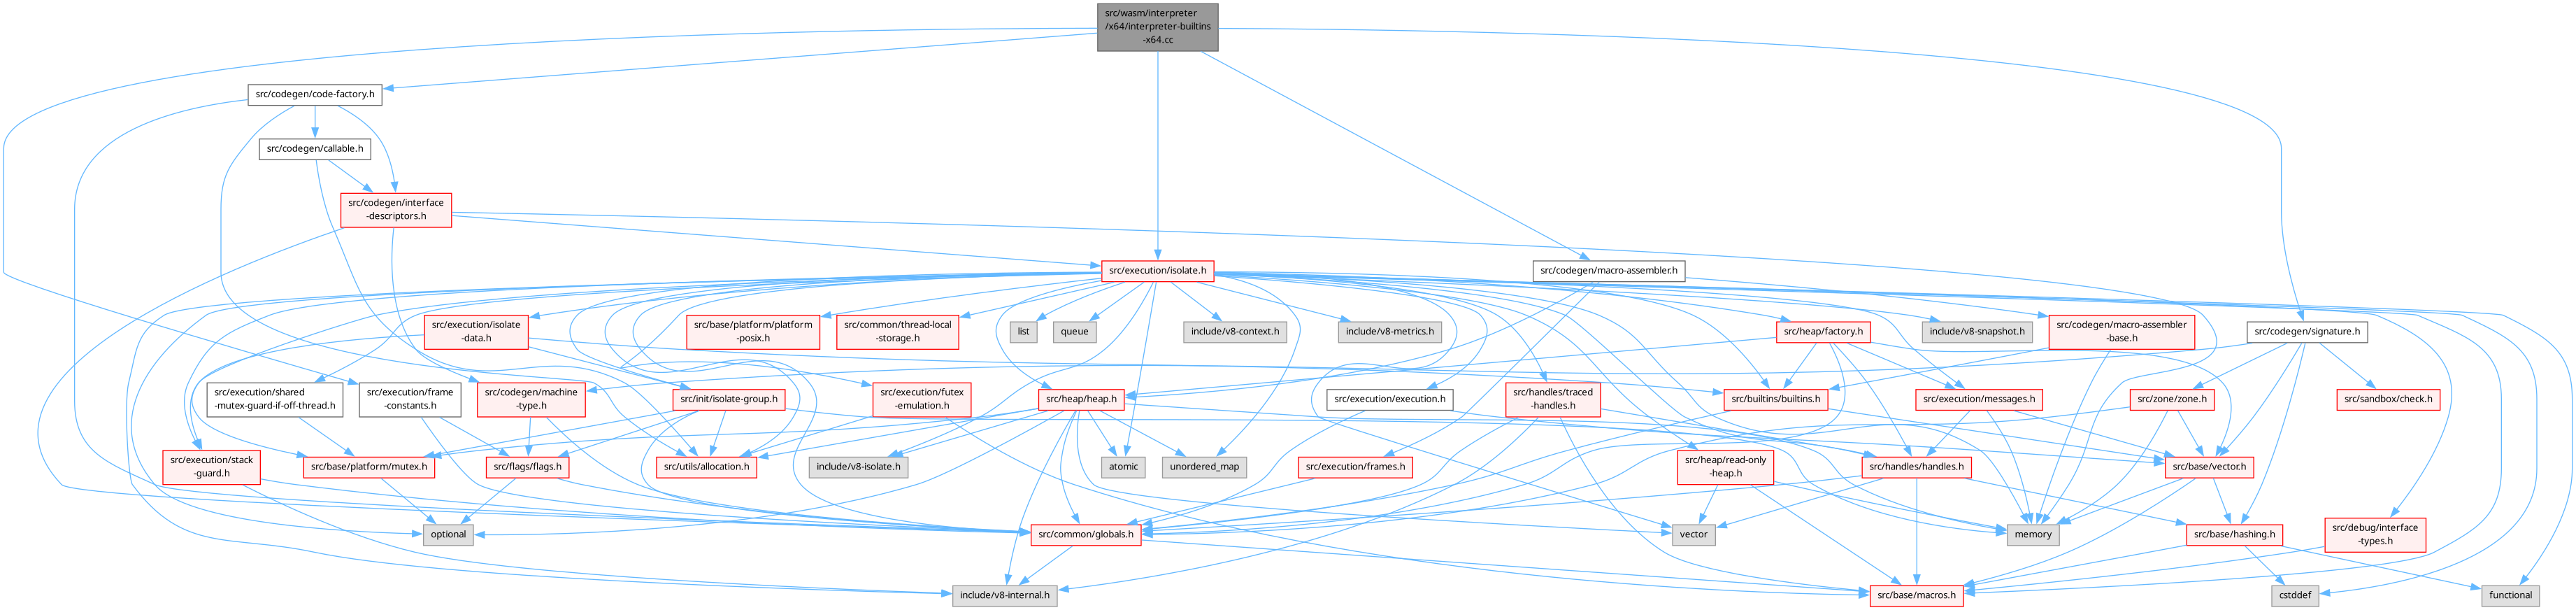 src/wasm/interpreter
/x64/interpreter-builtins
-x64.cc
src/codegen/code-factory.h
src/codegen/callable.h
src/codegen/interface
-descriptors.h
src/execution/isolate.h
src/codegen/macro-assembler.h
src/execution/isolate
-data.h
src/base/platform/platform
-posix.h
src/common/thread-local
-storage.h
list
queue
include/v8-context.h
include/v8-metrics.h
src/heap/factory.h
include/v8-snapshot.h
src/codegen/macro-assembler
-base.h
src/codegen/signature.h
src/execution/shared
-mutex-guard-if-off-thread.h
src/execution/frame
-constants.h
src/codegen/machine
-type.h
src/init/isolate-group.h
src/execution/futex
-emulation.h
src/heap/heap.h
src/execution/execution.h
src/handles/traced
-handles.h
src/builtins/builtins.h
src/execution/messages.h
src/zone/zone.h
src/sandbox/check.h
src/execution/stack
-guard.h
src/base/platform/mutex.h
src/flags/flags.h
src/utils/allocation.h
include/v8-isolate.h
atomic
unordered_map
src/execution/frames.h
src/heap/read-only
-heap.h
src/handles/handles.h
src/base/vector.h
optional
src/common/globals.h
vector
memory
src/base/hashing.h
src/debug/interface
-types.h
include/v8-internal.h
src/base/macros.h
cstddef
functional